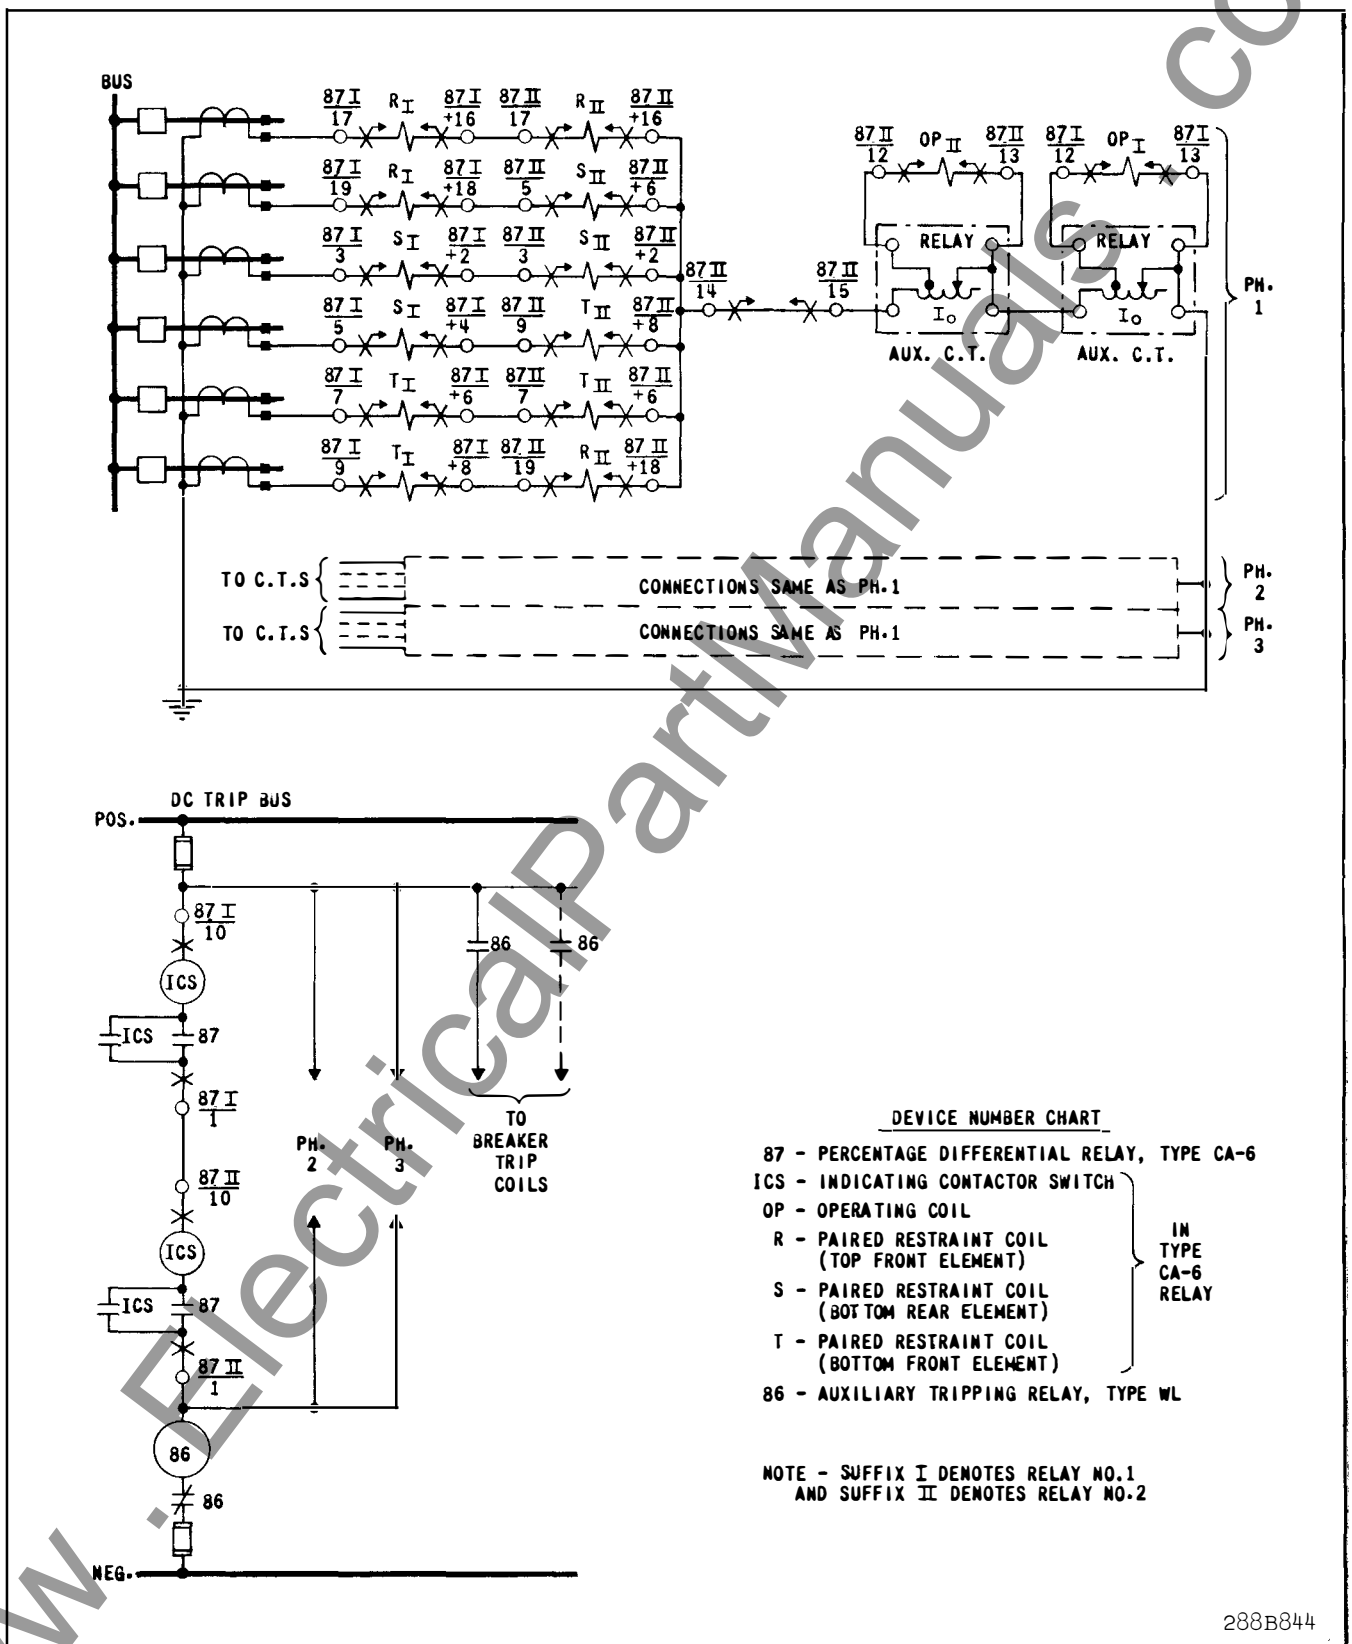 BUS
87 I R I 87 I 87 II R II 87 II
17 +16 17 +16
87 I R I 87 I 87 II S II 87 II
19 +18 5 +6
87 I S I 87 I 87 II S II 87 II
3 +2 3 +2
87 I S I 87 I 87 II T II 87 II
5 +4 9 +8
87 I T I 87 I 87 II T II 87 II
7 +6 7 +6
87 I T I 87 I 87 II R II 87 II
9 +8 19 +18
87 II 87 II
14 15
87 II OP II 87 II 87 I OP I 87 I
12 13 12 13
RELAY RELAY
Io Io
AUX. C.T. AUX. C.T.
PH.
1
TO C.T.S CONNECTIONS SAME AS PH.1 PH.
2
TO C.T.S CONNECTIONS SAME AS PH.1 PH.
3
DC TRIP BUS
POS.
87 I
10
86 86
ICS
ICS 87
87 I
1
PH.
2
PH.
3
TO
BREAKER
TRIP
COILS
87 II
10
ICS
ICS 87
87 II
1
86
86
NEG.
DEVICE NUMBER CHART
87 - PERCENTAGE DIFFERENTIAL RELAY, TYPE CA-6
ICS - INDICATING CONTACTOR SWITCH
OP - OPERATING COIL
R - PAIRED RESTRAINT COIL
(TOP FRONT ELEMENT)
S - PAIRED RESTRAINT COIL
(BOTTOM REAR ELEMENT)
T - PAIRED RESTRAINT COIL
(BOTTOM FRONT ELEMENT)
IN
TYPE
CA-6
RELAY
86 - AUXILIARY TRIPPING RELAY, TYPE WL
NOTE - SUFFIX I DENOTES RELAY NO.1
AND SUFFIX II DENOTES RELAY NO.2
288B844
w.ElectricalPartManuals.co